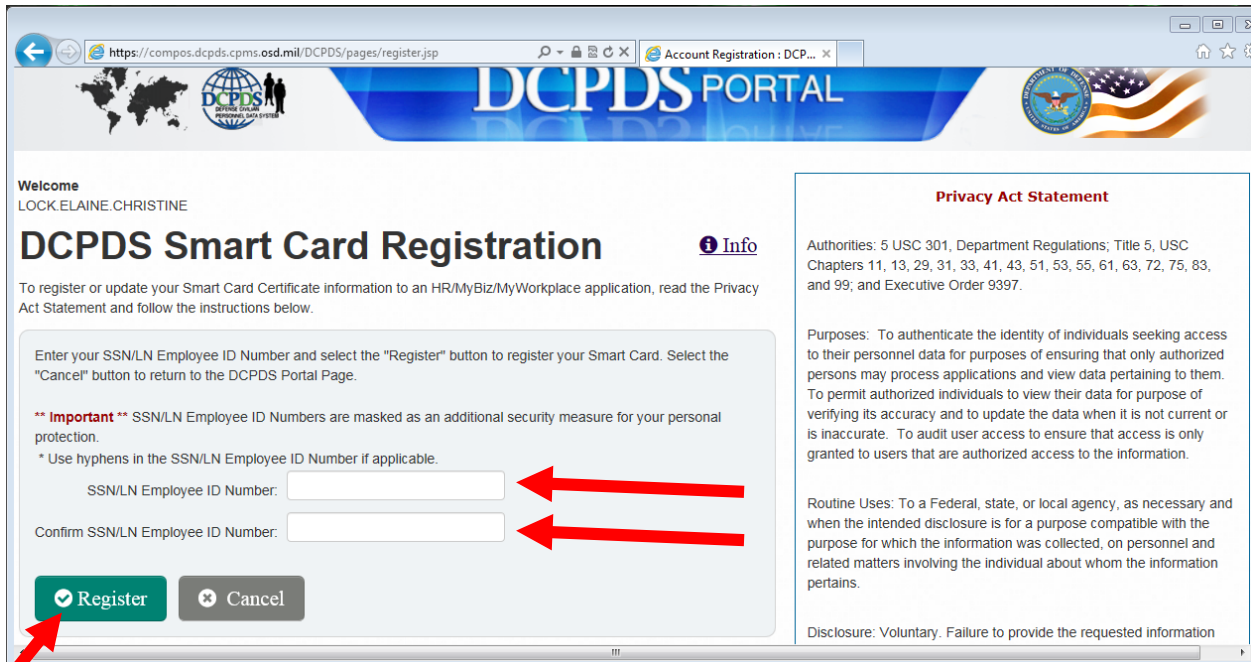 https://compos.dcpds.cpms.osd.mil/DCPDS/pages/register.jsp
Account Registration : DCP...
DCPDS
DEFENSE CIVILIAN
PERSONNEL DATA SYSTEM
DCPDS PORTAL
DEPARTMENT OF DEFENSE
UNITED STATES OF AMERICA
Welcome
LOCK.ELAINE.CHRISTINE
DCPDS Smart Card Registration
Info
To register or update your Smart Card Certificate information to an HR/MyBiz/MyWorkplace application, read the Privacy
Act Statement and follow the instructions below.
Enter your SSN/LN Employee ID Number and select the "Register" button to register your Smart Card. Select the
"Cancel" button to return to the DCPDS Portal Page.
** Important ** SSN/LN Employee ID Numbers are masked as an additional security measure for your personal
protection.
* Use hyphens in the SSN/LN Employee ID Number if applicable.
SSN/LN Employee ID Number:
Confirm SSN/LN Employee ID Number:
Register
Cancel
Privacy Act Statement
Authorities: 5 USC 301, Department Regulations; Title 5, USC
Chapters 11, 13, 29, 31, 33, 41, 43, 51, 53, 55, 61, 63, 72, 75, 83,
and 99; and Executive Order 9397.
Purposes: To authenticate the identity of individuals seeking access
to their personnel data for purposes of ensuring that only authorized
persons may process applications and view data pertaining to them.
To permit authorized individuals to view their data for purpose of
verifying its accuracy and to update the data when it is not current or
is inaccurate. To audit user access to ensure that access is only
granted to users that are authorized access to the information.
Routine Uses: To a Federal, state, or local agency, as necessary and
when the intended disclosure is for a purpose compatible with the
purpose for which the information was collected, on personnel and
related matters involving the individual about whom the information
pertains.
Disclosure: Voluntary. Failure to provide the requested information